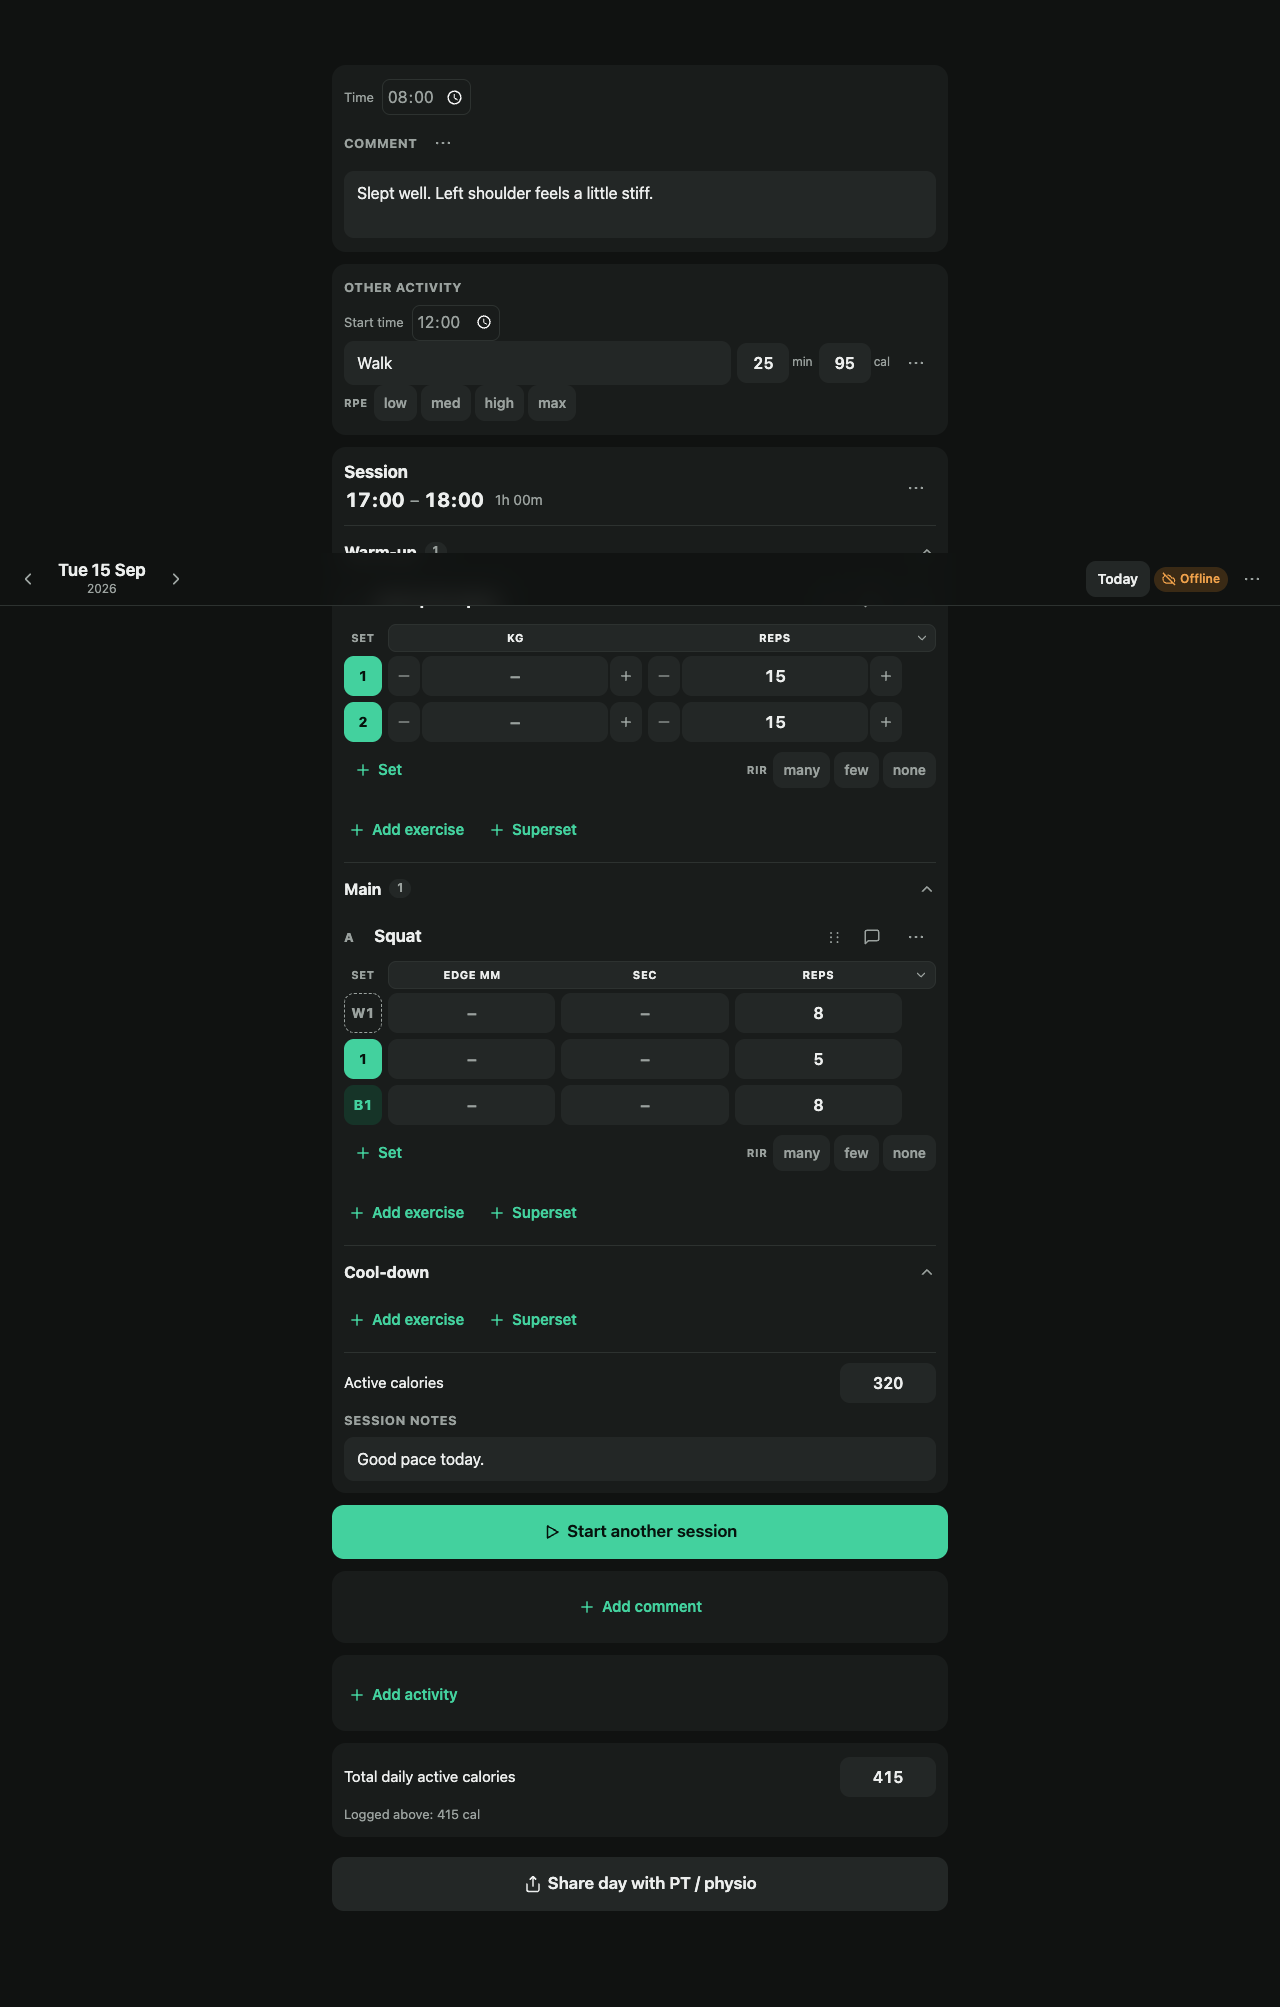 Time 08:00
COMMENT
Slept well. Left shoulder feels a little stiff.
OTHER ACTIVITY
Start time 12:00
Walk 25 min 95 cal
RPE low med high max
Session
17:00 – 18:00 1h 00m
Warm-up 1
Tue 15 Sep
2026
Today Offline
SET KG REPS
1 – 15
2 – 15
+ Set RIR many few none
+ Add exercise + Superset
Main 1
A Squat
SET EDGE MM SEC REPS
W1 – – 8
1 – – 5
B1 – – 8
+ Set RIR many few none
+ Add exercise + Superset
Cool-down
+ Add exercise + Superset
Active calories 320
SESSION NOTES
Good pace today.
Start another session
+ Add comment
+ Add activity
Total daily active calories 415
Logged above: 415 cal
Share day with PT / physio